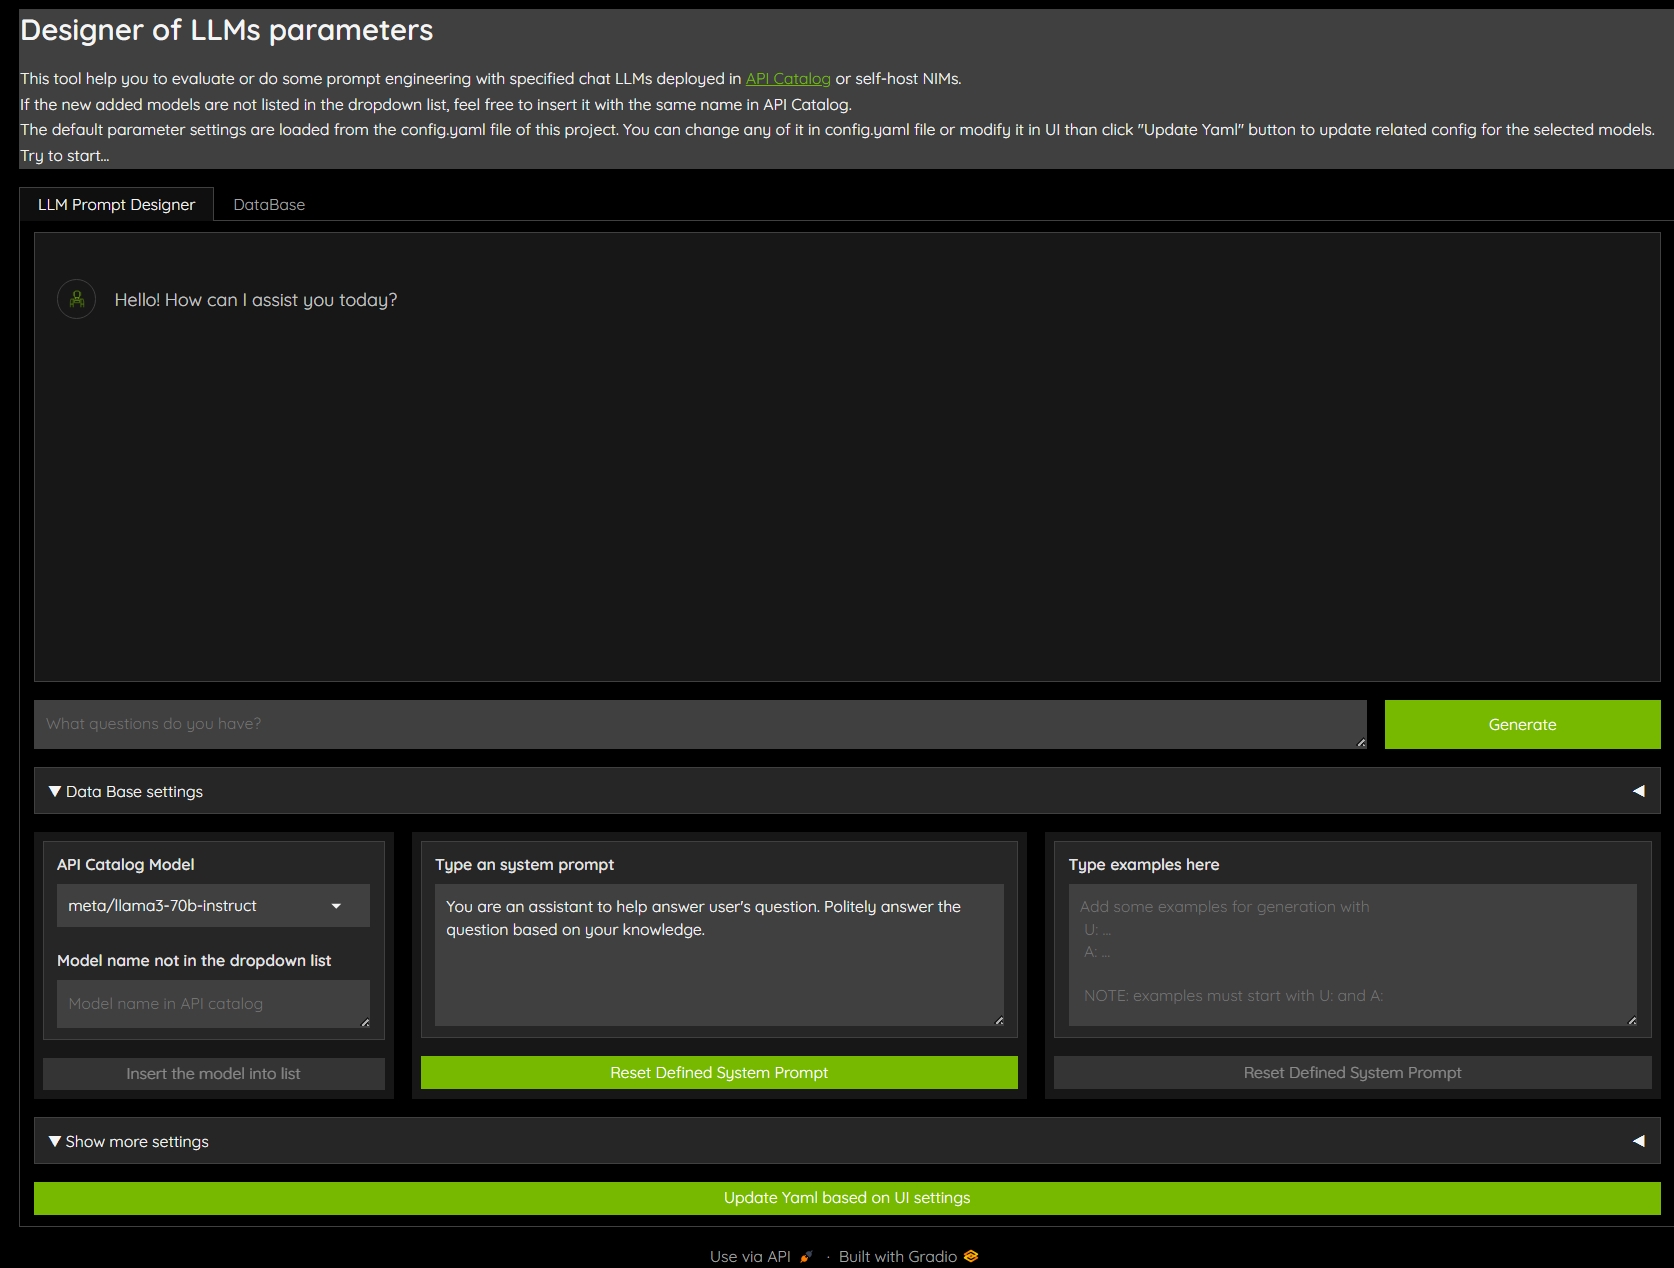 Designer of LLMs parameters
This tool help you to evaluate or do some prompt engineering with specified chat LLMs deployed in API Catalog or self-host NIMs.
If the new added models are not listed in the dropdown list, feel free to insert it with the same name in API Catalog.
The default parameter settings are loaded from the config.yaml file of this project. You can change any of it in config.yaml file or modify it in UI than click "Update Yaml" button to update related config for the selected models.
Try to start...
LLM Prompt Designer
DataBase
Hello! How can I assist you today?
What questions do you have?
Generate
▼ Data Base settings
API Catalog Model
meta/llama3-70b-instruct
Model name not in the dropdown list
Model name in API catalog
Insert the model into list
Type an system prompt
You are an assistant to help answer user's question. Politely answer the
question based on your knowledge.
Reset Defined System Prompt
Type examples here
Add some examples for generation with
U: ...
A: ...
NOTE: examples must start with U: and A:
Reset Defined System Prompt
▼ Show more settings
Update Yaml based on UI settings
Use via API · Built with Gradio